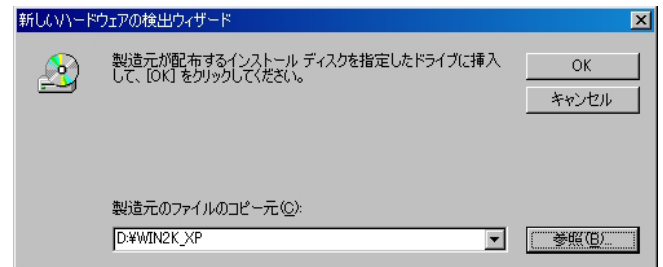 新しいハードウェアの検出ウィザード
製造元が配布するインストール ディスクを指定したドライブに挿入
して、[OK] をクリックしてください。
OK
キャンセル
製造元のファイルのコピー元(C):
D:¥WIN2K_XP
参照(B)...